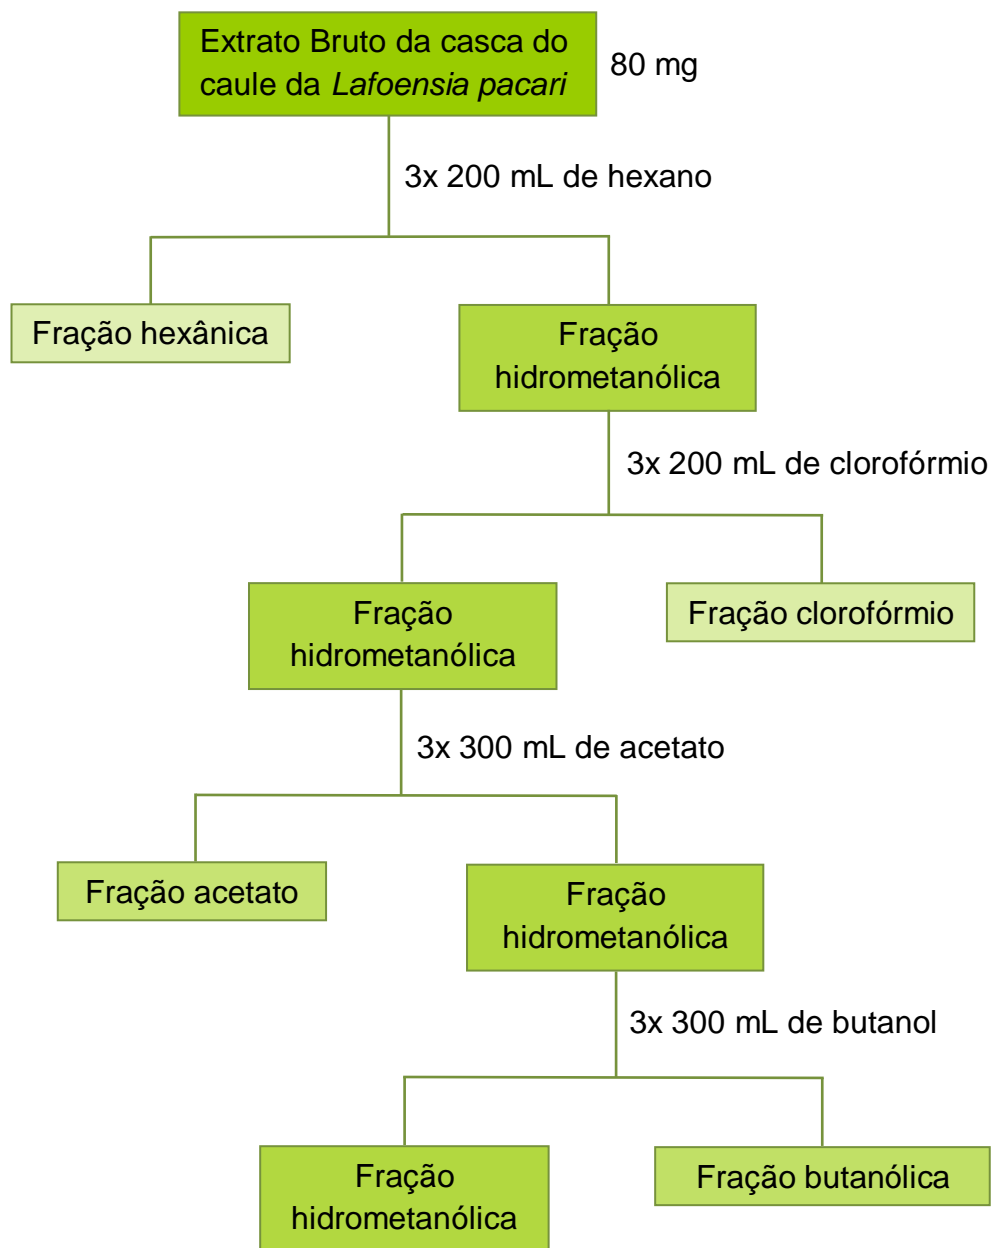 Extrato Bruto da casca do
caule da Lafoensia pacari
80 mg
3x 200 mL de hexano
Fração hexânica
Fração
hidrometanólica
3x 200 mL de clorofórmio
Fração
hidrometanólica
Fração clorofórmio
3x 300 mL de acetato
Fração acetato
Fração
hidrometanólica
3x 300 mL de butanol
Fração
hidrometanólica
Fração butanólica